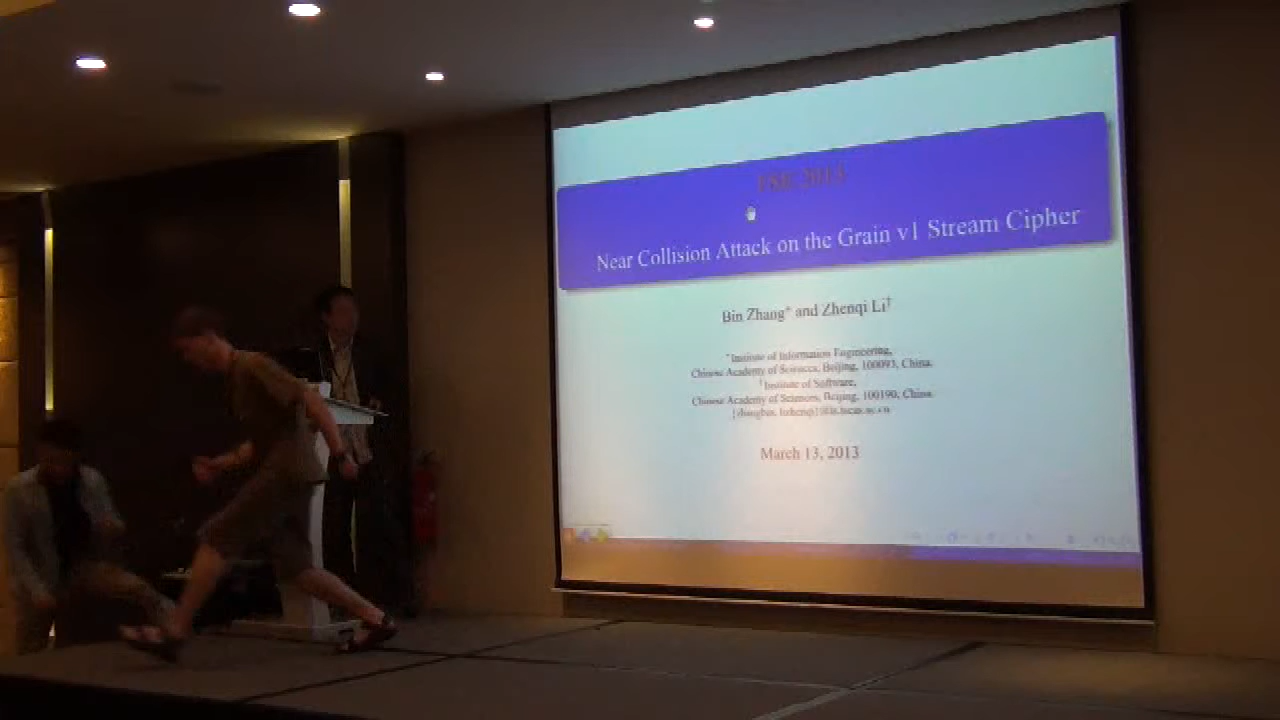 FSE 2013
Near Collision Attack on the Grain v1 Stream Cipher
Bin Zhang* and Zhenqi Li†
*Institute of Information Engineering,
Chinese Academy of Sciences, Beijing, 100093, China.
†Institute of Software,
Chinese Academy of Sciences, Beijing, 100190, China.
March 13, 2013